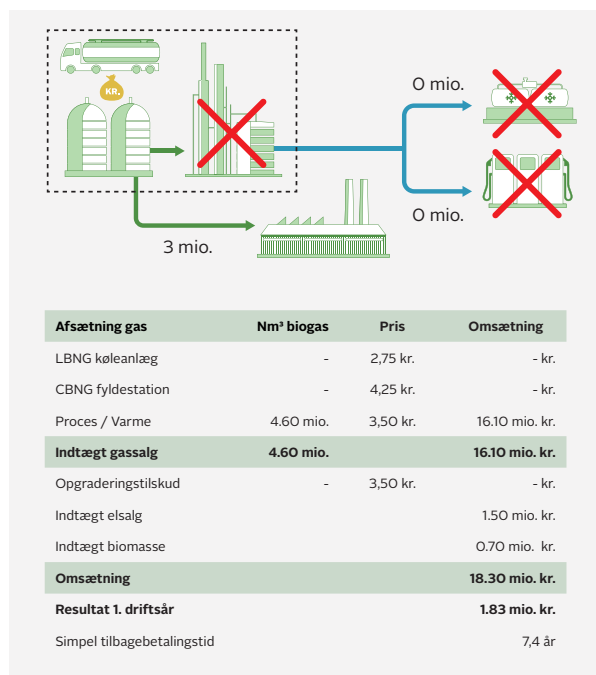 KR.
0 mio.
0 mio.
3 mio.
Afsætning gas Nm³ biogas Pris Omsætning
LBNG køleanlæg - 2,75 kr. - kr.
CBNG fyldestation - 4,25 kr. - kr.
Proces / Varme 4.60 mio. 3,50 kr. 16.10 mio. kr.
Indtægt gassalg 4.60 mio. 16.10 mio. kr.
Opgraderingstilskud - 3,50 kr. - kr.
Indtægt elsalg 1.50 mio. kr.
Indtægt biomasse 0.70 mio. kr.
Omsætning 18.30 mio. kr.
Resultat 1. driftsår 1.83 mio. kr.
Simpel tilbagebetalingstid 7,4 år